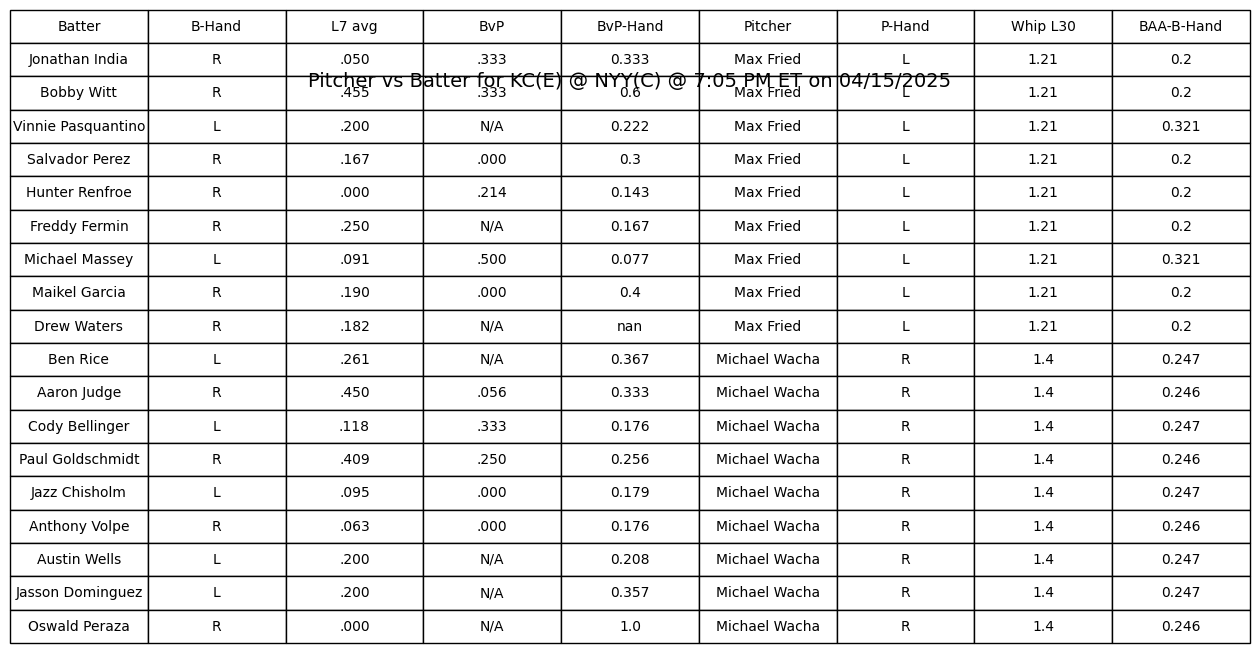 Batter B-Hand L7 avg BvP BvP-Hand Pitcher P-Hand Whip L30 BAA-B-Hand
Jonathan India R .050 .333 0.333 Max Fried L 1.21 0.2
Pitcher vs Batter for KC(E) @ NYY(C) @ 7:05 PM ET on 04/15/2025
Bobby Witt R .455 .333 0.6 Max Fried L 1.21 0.2
Vinnie Pasquantino L .200 N/A 0.222 Max Fried L 1.21 0.321
Salvador Perez R .167 .000 0.3 Max Fried L 1.21 0.2
Hunter Renfroe R .000 .214 0.143 Max Fried L 1.21 0.2
Freddy Fermin R .250 N/A 0.167 Max Fried L 1.21 0.2
Michael Massey L .091 .500 0.077 Max Fried L 1.21 0.321
Maikel Garcia R .190 .000 0.4 Max Fried L 1.21 0.2
Drew Waters R .182 N/A nan Max Fried L 1.21 0.2
Ben Rice L .261 N/A 0.367 Michael Wacha R 1.4 0.247
Aaron Judge R .450 .056 0.333 Michael Wacha R 1.4 0.246
Cody Bellinger L .118 .333 0.176 Michael Wacha R 1.4 0.247
Paul Goldschmidt R .409 .250 0.256 Michael Wacha R 1.4 0.246
Jazz Chisholm L .095 .000 0.179 Michael Wacha R 1.4 0.247
Anthony Volpe R .063 .000 0.176 Michael Wacha R 1.4 0.246
Austin Wells L .200 N/A 0.208 Michael Wacha R 1.4 0.247
Jasson Dominguez L .200 N/A 0.357 Michael Wacha R 1.4 0.247
Oswald Peraza R .000 N/A 1.0 Michael Wacha R 1.4 0.246